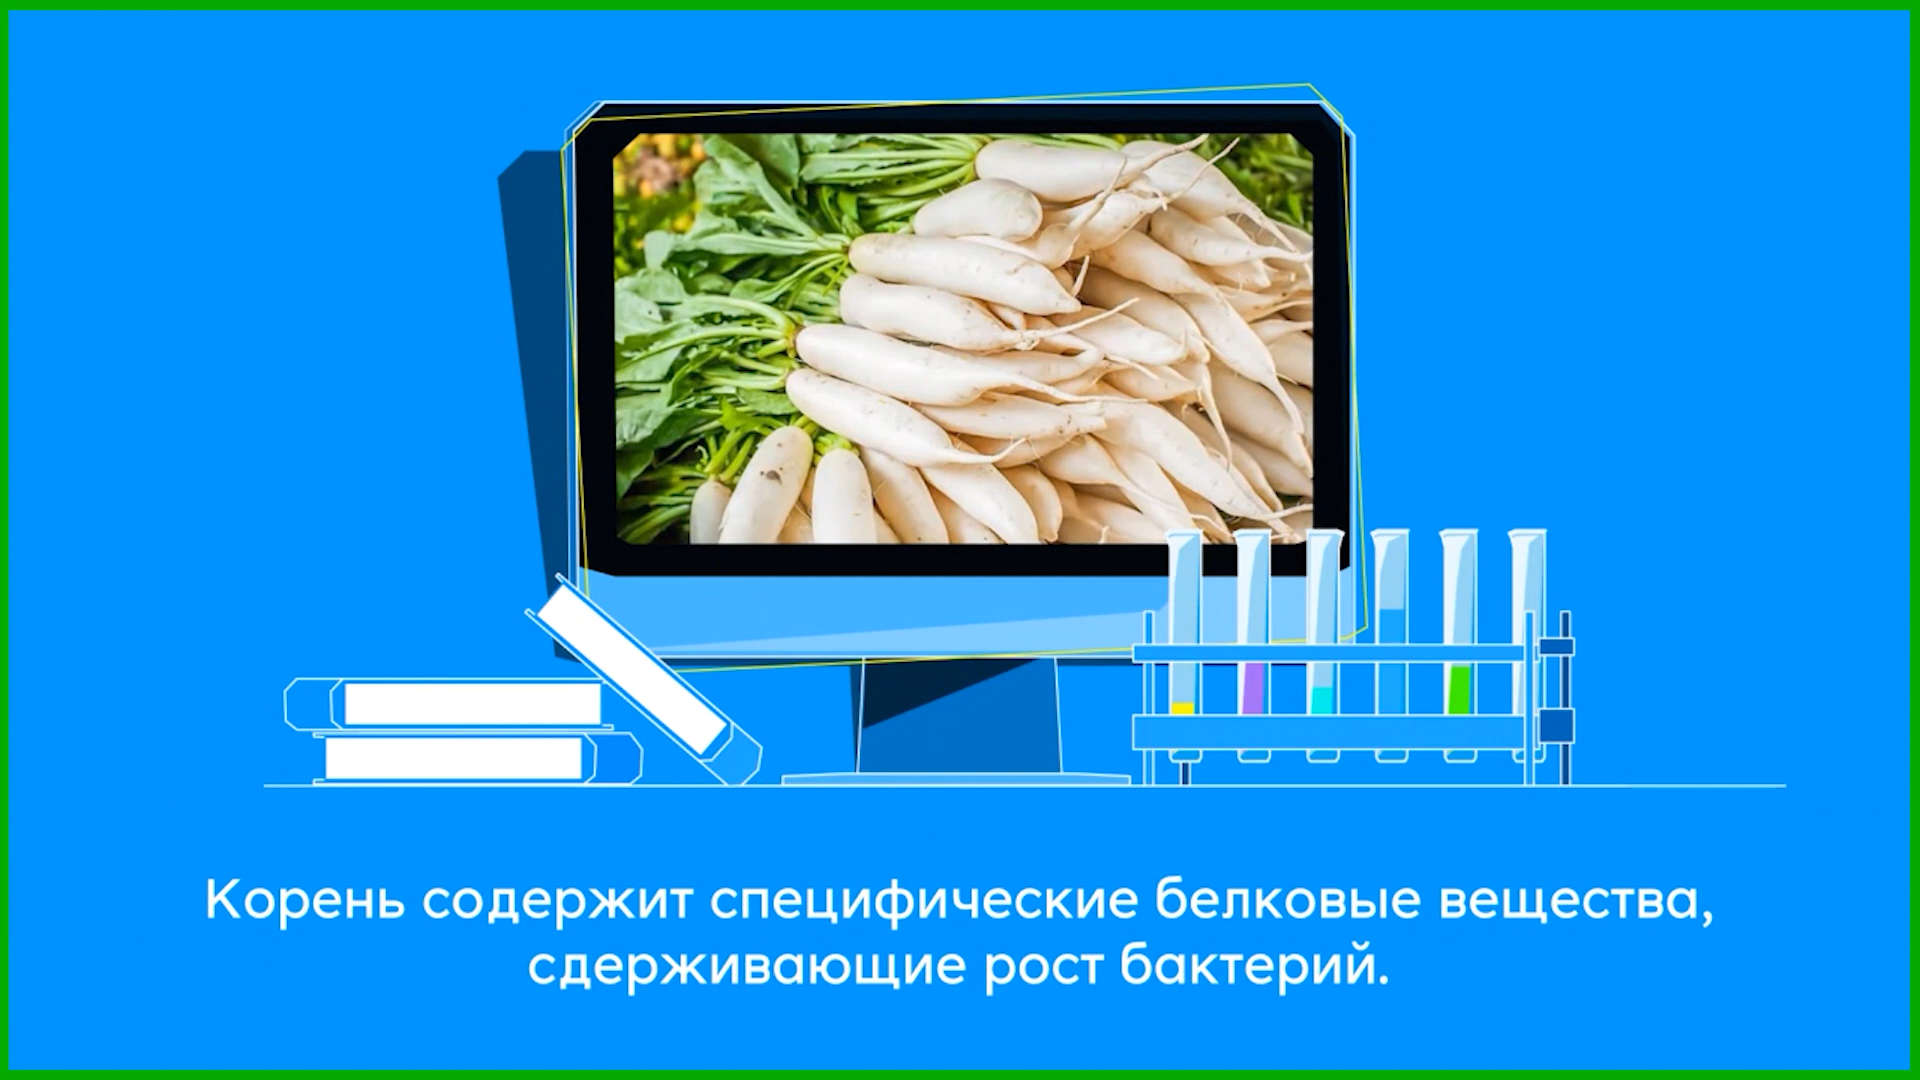 Корень содержит специфические белковые вещества,
сдерживающие рост бактерий.